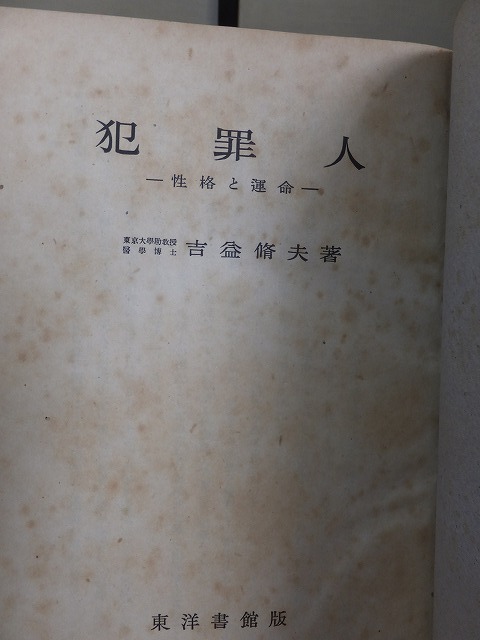 犯罪人
―性格と運命―
東京大學助教授
醫學博士
吉益脩夫著
東洋書館版